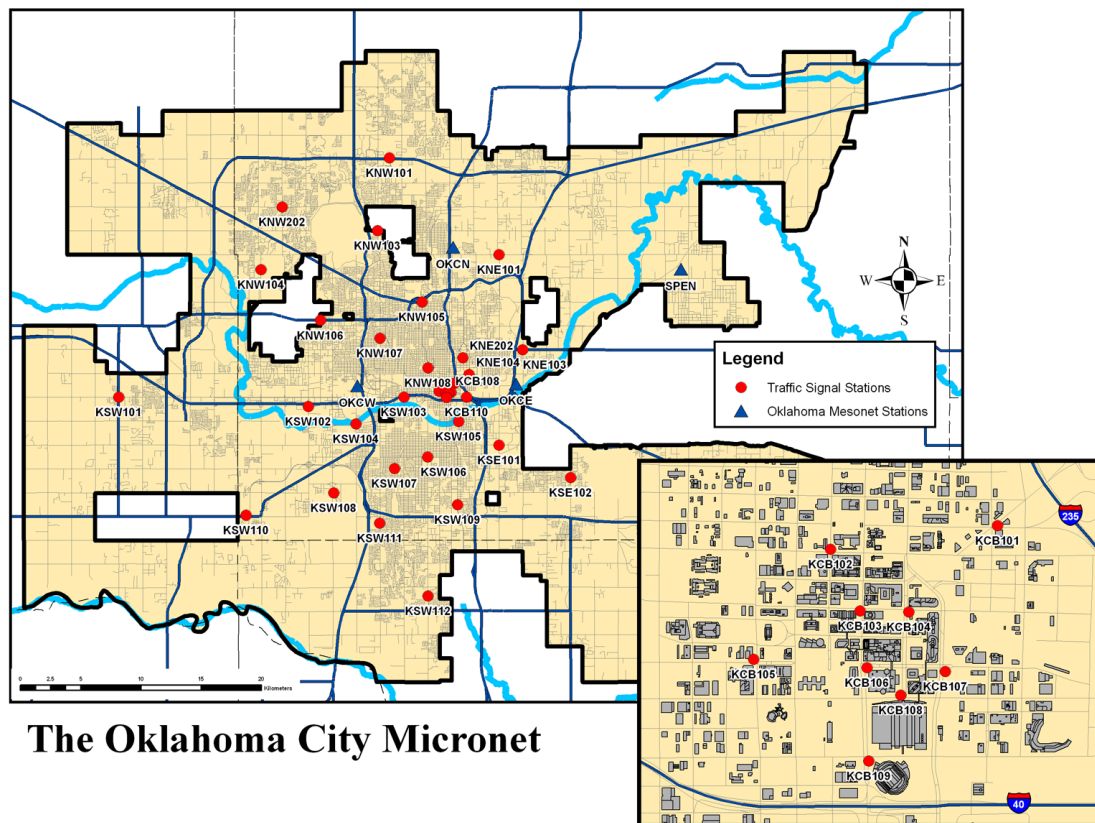 KNW101
KNW202
KNW103
OKCN
KNE101
KNW104
SPEN
N
W
E
S
KNW105
KNW106
KNW107
KNE202
KNE104
KNE103
KNW108
KCB108
KSW101
OKCW
KSW103
KCB110
OKCE
KSW102
KSW104
KSW105
KSE101
KSW106
KSW107
KSE102
KSW108
KSW109
KSW110
KSW111
KSW112
Legend
Traffic Signal Stations
Oklahoma Mesonet Stations
0 2.5 5 10 15 20
Kilometers
The Oklahoma City Micronet
235
KCB101
KCB102
KCB103
KCB104
KCB105
KCB106
KCB107
KCB108
KCB109
40